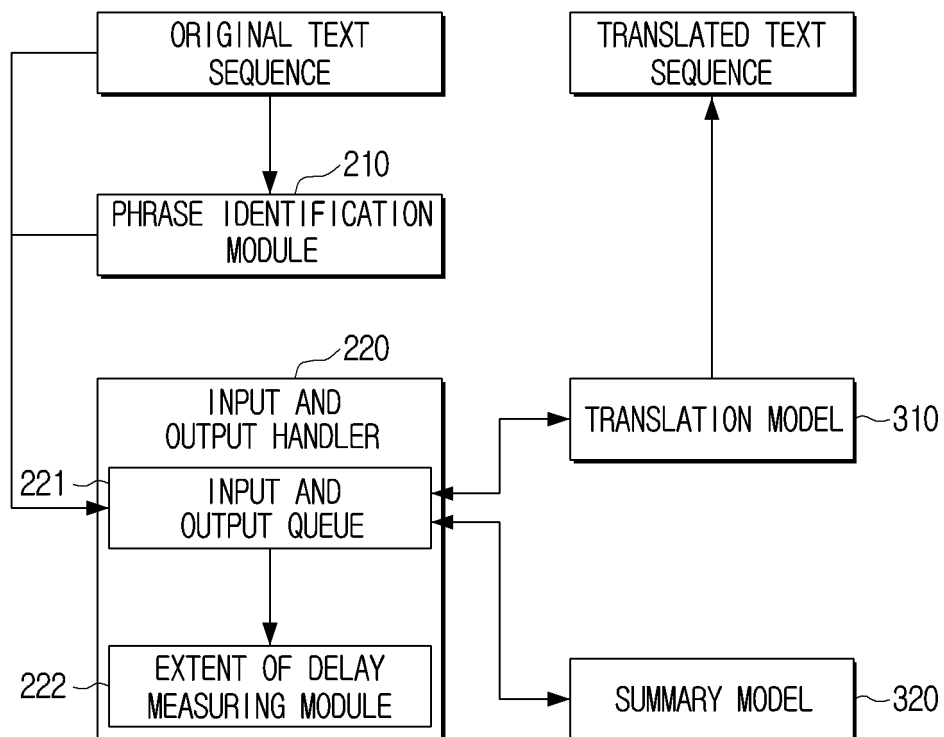 ORIGINAL TEXT
SEQUENCE
TRANSLATED TEXT
SEQUENCE
210
PHRASE IDENTIFICATION
MODULE
220
INPUT AND
OUTPUT HANDLER
TRANSLATION MODEL
310
221
INPUT AND
OUTPUT QUEUE
222
EXTENT OF DELAY
MEASURING MODULE
SUMMARY MODEL
320